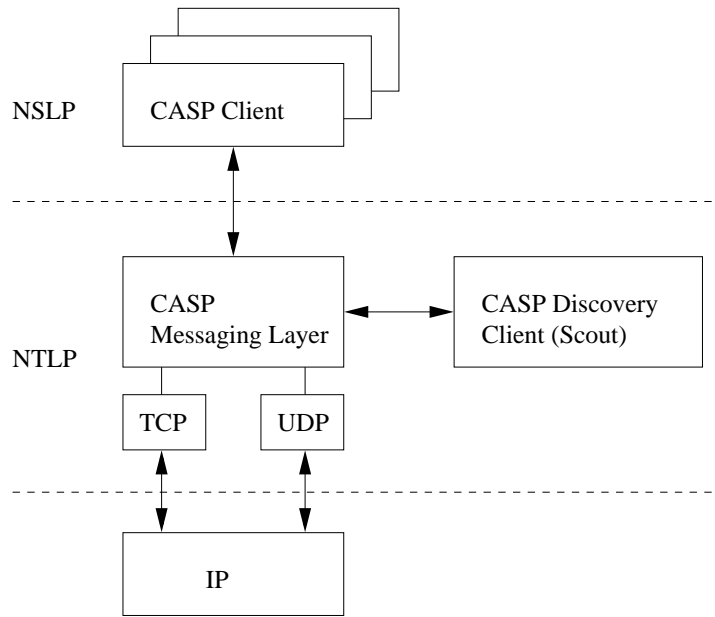 NSLP
CASP Client
CASP
Messaging Layer
CASP Discovery
Client (Scout)
NTLP
TCP
UDP
IP